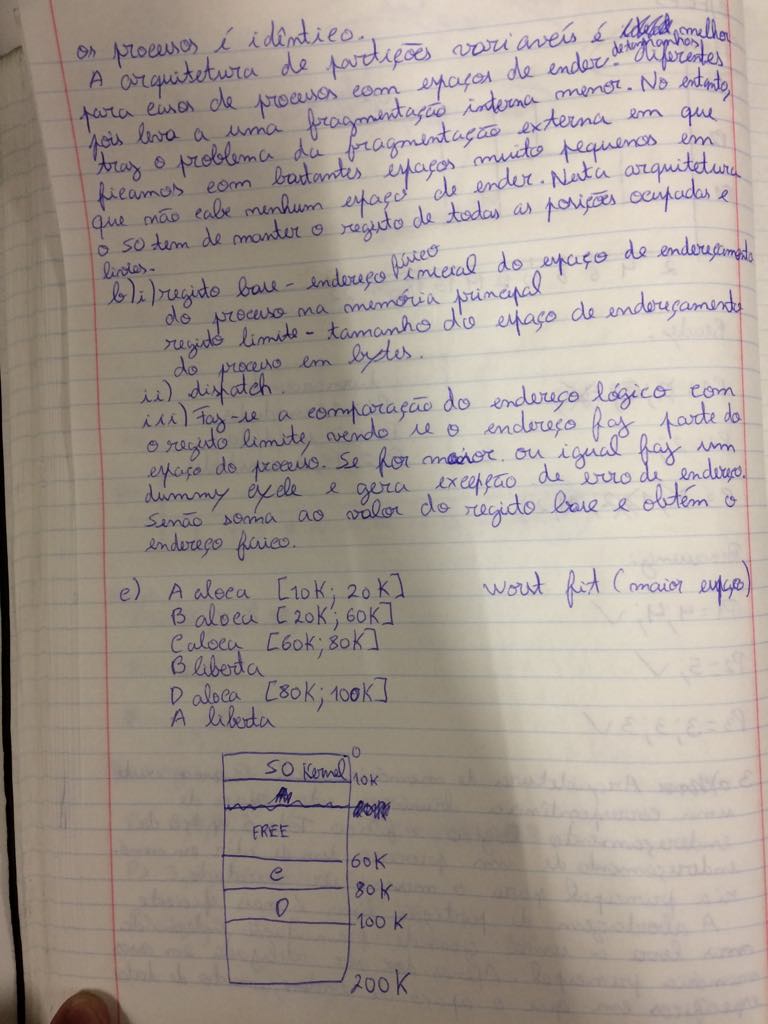 os processos é idêntico.
A arquitetura de partições variavéis é melhor
para casos de processos com espaços de ender. de tamanhos diferentes
pois leva a uma fragmentação interna menor. No entanto,
traz o problema da fragmentação externa em que
ficamos com bastantes espaços muito pequenos em
que não cabe nenhum espaço de ender. Nesta arquitetura
o SO tem de manter o registo de todas as posições ocupadas e
livres.
b) i) registo base - endereço físico inicial do espaço de endereçamento
do processo na memória principal
registo limite - tamanho do espaço de endereçamento
do processo em bytes.
ii) dispatch.
iii) Faz-se a comparação do endereço lógico com
o registo limite, vendo se o endereço faz parte do
espaço do processo. Se for maior ou igual faz um
dummy cycle e gera excepção de erro de endereço.
Senão soma ao valor do registo base e obtém o
endereço físico.
c) A aloca [10K; 20K] Worst fit (maior espaço)
B aloca [20K; 60K]
C aloca [60K; 80K]
B liberta
D aloca [80K; 100K]
A liberta
0
SO Kernel
10K
FREE
60K
C
80K
D
100K
200K